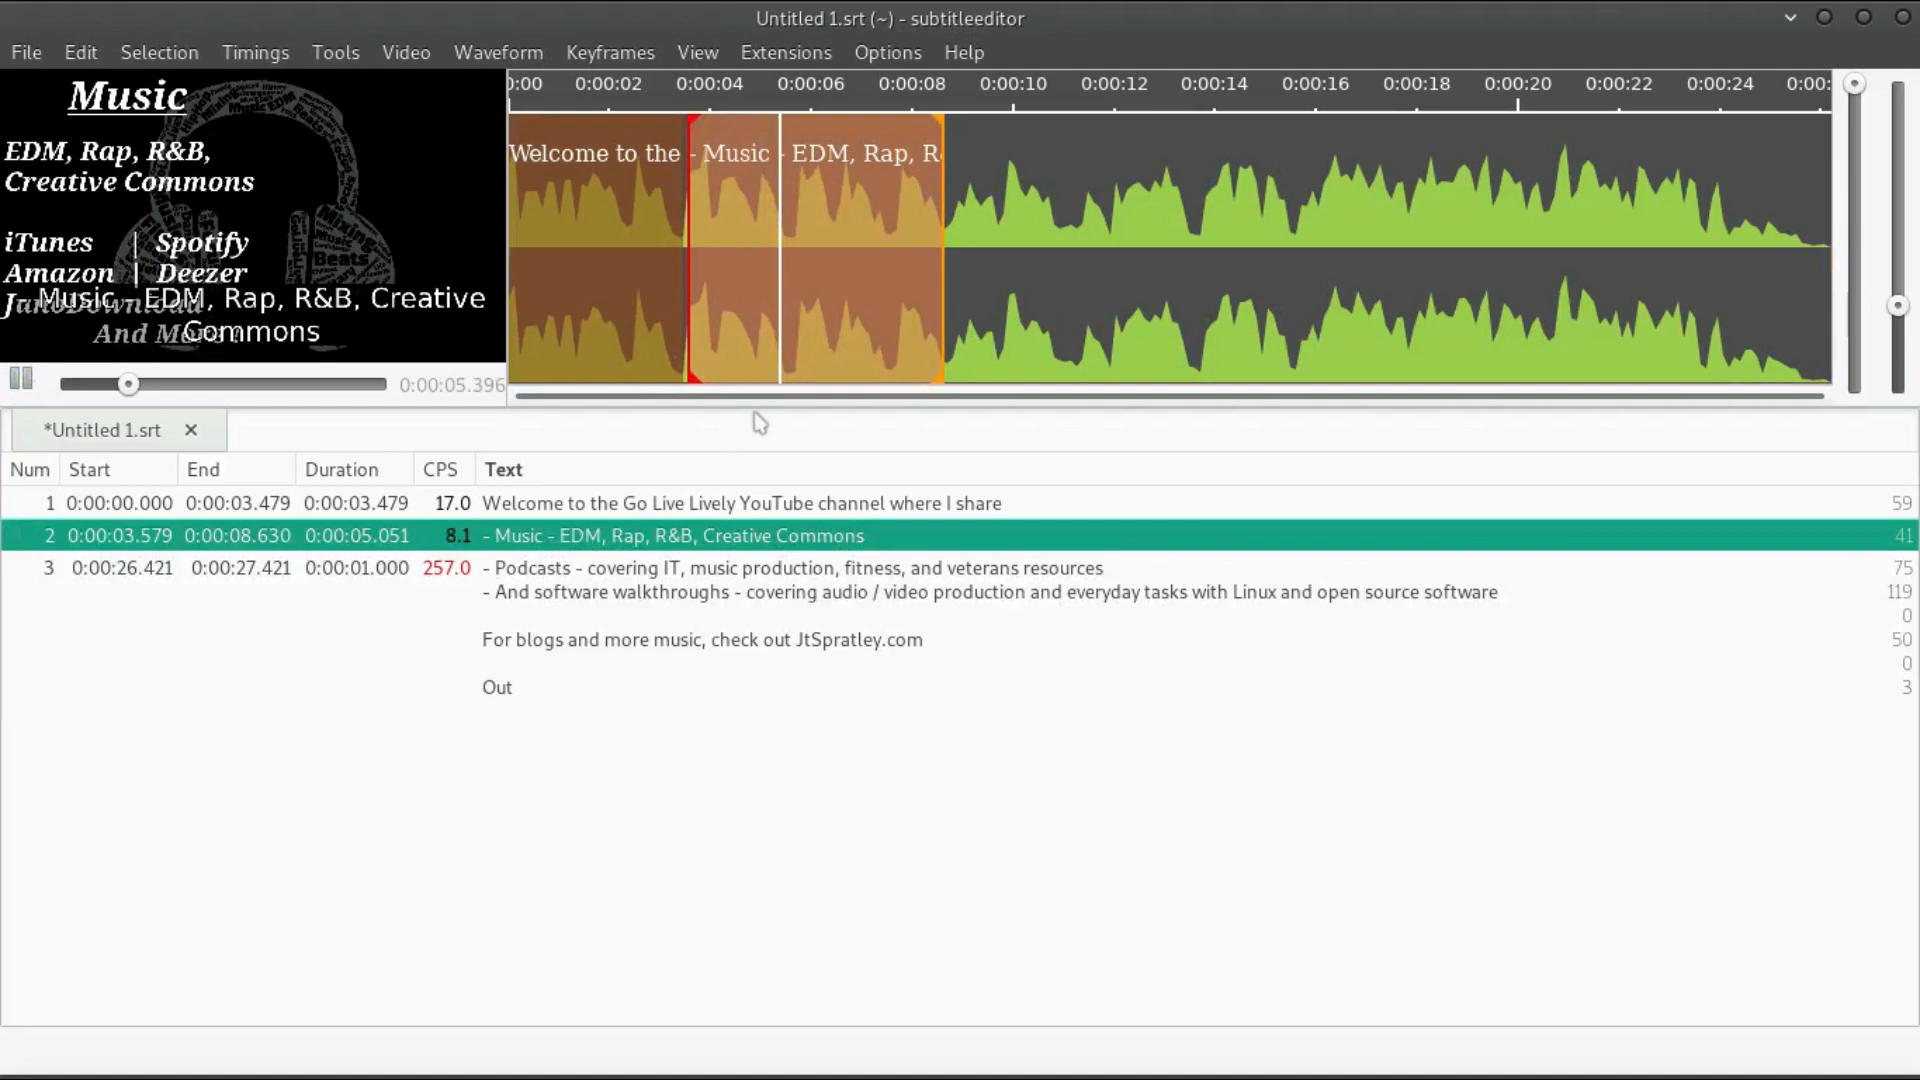 Untitled 1.srt (~) - subtitleeditor
File Edit Selection Timings Tools Video Waveform Keyframes View Extensions Options Help
Music
EDM, Rap, R&B,
Creative Commons
iTunes | Spotify
Amazon | Deezer
- Music - EDM, Rap, R&B, Creative
Commons
And
Music EDM
Mixing
Beats
0:00:05.396
0:00 0:00:02 0:00:04 0:00:06 0:00:08 0:00:10 0:00:12 0:00:14 0:00:16 0:00:18 0:00:20 0:00:22 0:00:24 0:00:
Welcome to the - Music - EDM, Rap, R
*Untitled 1.srt
Num Start End Duration CPS Text
1 0:00:00.000 0:00:03.479 0:00:03.479 17.0 Welcome to the Go Live Lively YouTube channel where I share 59
2 0:00:03.579 0:00:08.630 0:00:05.051 8.1 - Music - EDM, Rap, R&B, Creative Commons 41
3 0:00:26.421 0:00:27.421 0:00:01.000 257.0 - Podcasts - covering IT, music production, fitness, and veterans resources 75
- And software walkthroughs - covering audio / video production and everyday tasks with Linux and open source software 119
0
For blogs and more music, check out JtSpratley.com 50
0
Out 3